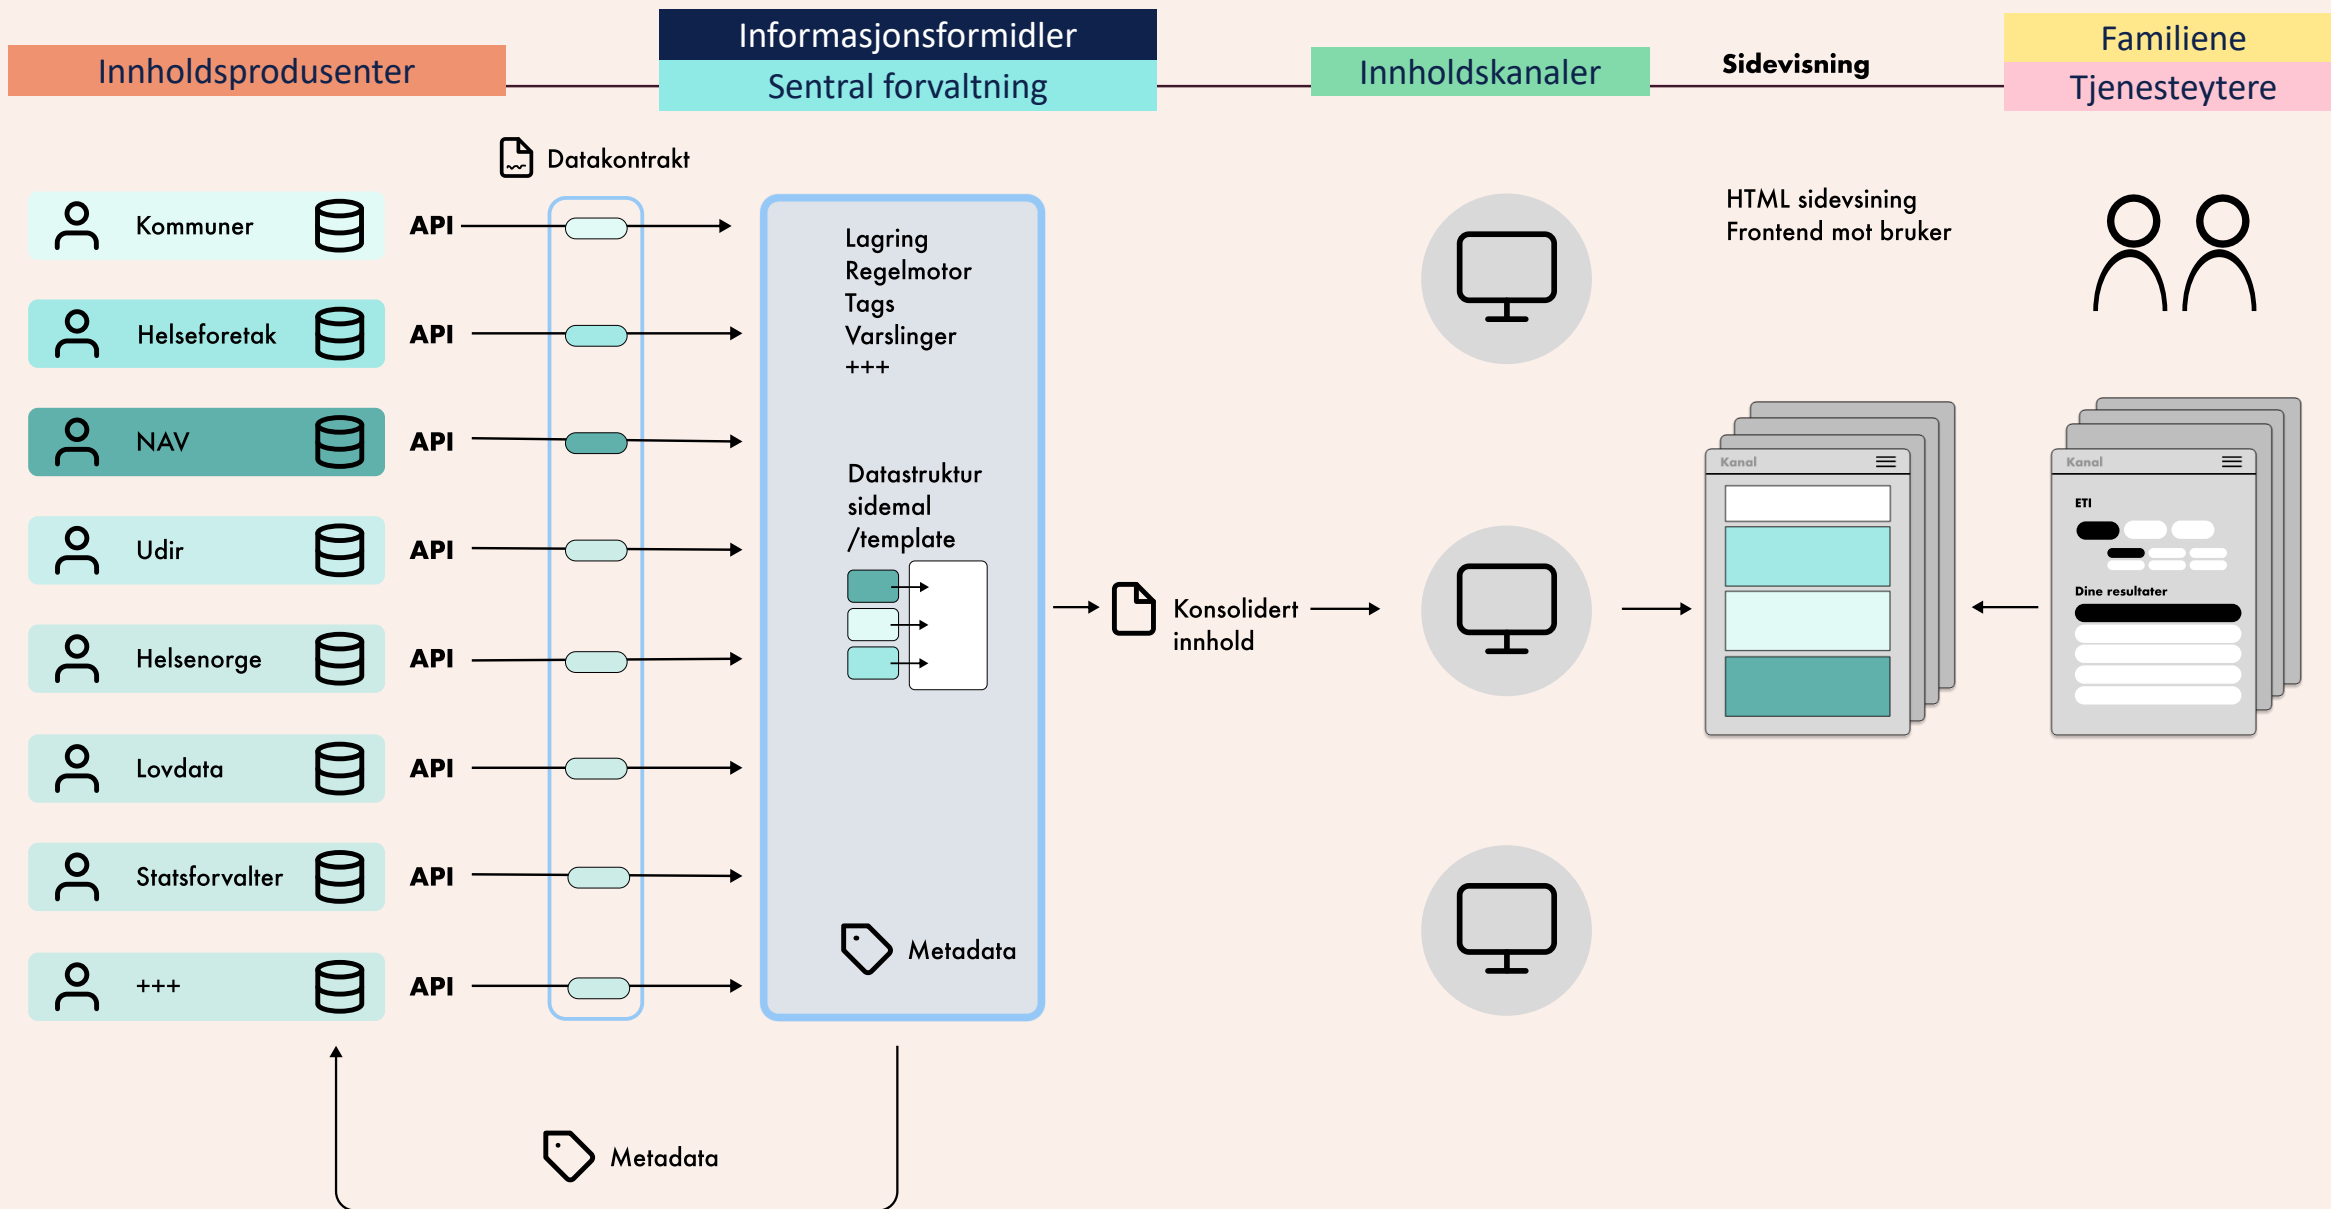 Innholdsprodusenter
Informasjonsformidler
Sentral forvaltning
Innholdskanaler
Sidevisning
Familiene
Tjenesteytere
Datakontrakt
Kommuner
API
Helseforetak
API
NAV
API
Udir
API
Helsenorge
API
Lovdata
API
Statsforvalter
API
+++
API
Lagring
Regelmotor
Tags
Varslinger
+++
Datastruktur
sidemal
/template
Metadata
Konsolidert
innhold
HTML sidevsining
Frontend mot bruker
Kanal
Kanal
ETI
Dine resultater
Metadata